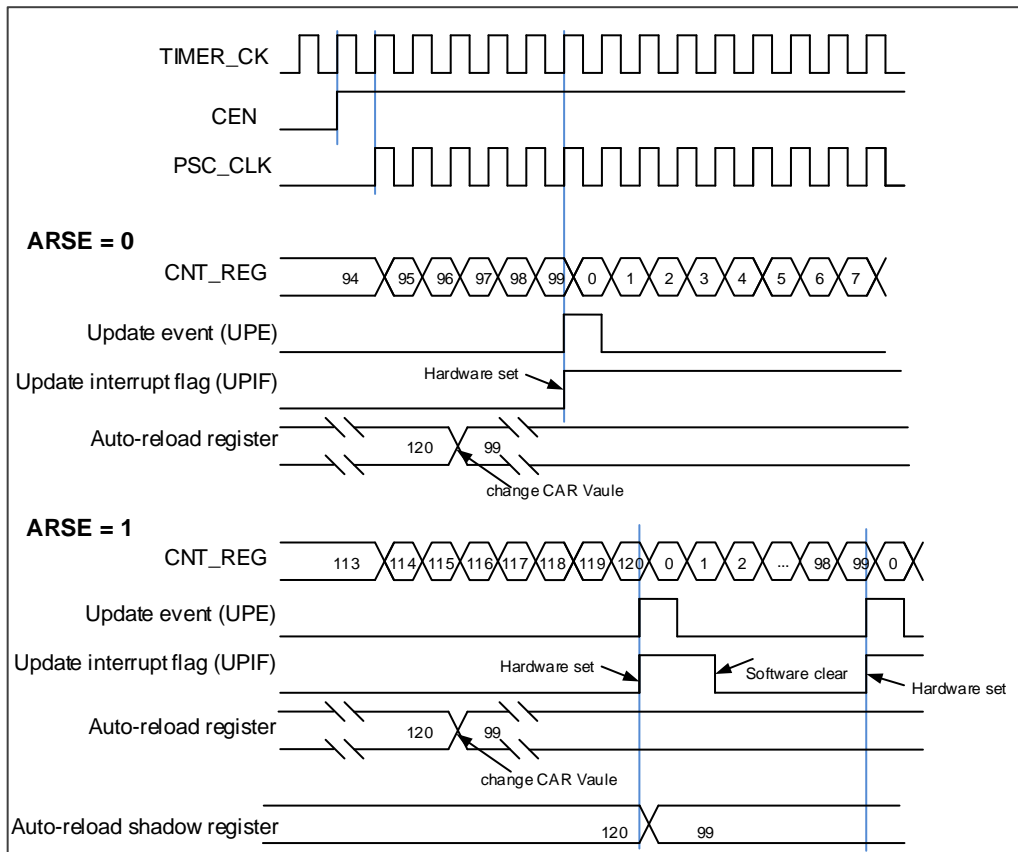 TIMER_CK
CEN
PSC_CLK
ARSE = 0
CNT_REG 94 95 96 97 98 99 0 1 2 3 4 5 6 7
Update event (UPE)
Update interrupt flag (UPIF) Hardware set
Auto-reload register 120 99
change CAR Vaule
ARSE = 1
CNT_REG 113 114 115 116 117 118 119 120 0 1 2 ... 98 99 0
Update event (UPE)
Update interrupt flag (UPIF) Hardware set Software clear Hardware set
Auto-reload register 120 99
change CAR Vaule
Auto-reload shadow register 120 99